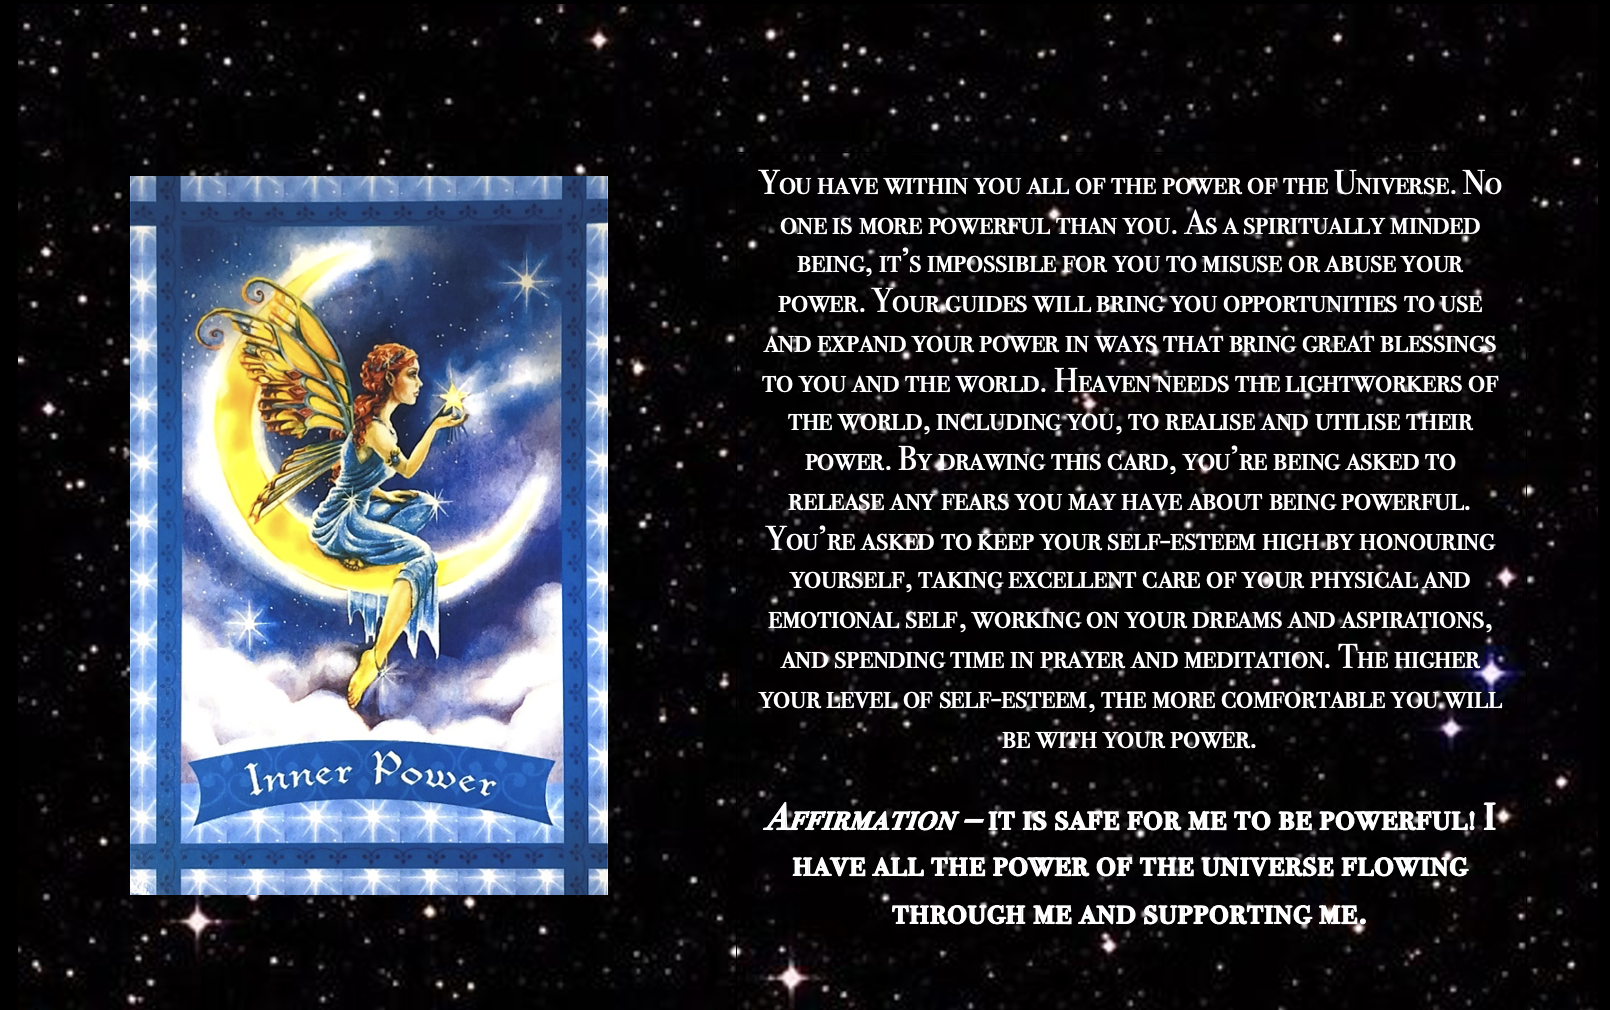 Inner Power
You have within you all of the power of the Universe. No
one is more powerful than you. As a spiritually minded
being, it's impossible for you to misuse or abuse your
power. Your guides will bring you opportunities to use
and expand your power in ways that bring great blessings
to you and the world. Heaven needs the lightworkers of
the world, including you, to realise and utilise their
power. By drawing this card, you're being asked to
release any fears you may have about being powerful.
You're asked to keep your self-esteem high by honouring
yourself, taking excellent care of your physical and
emotional self, working on your dreams and aspirations,
and spending time in prayer and meditation. The higher
your level of self-esteem, the more comfortable you will
be with your power.
Affirmation – it is safe for me to be powerful! I
have all the power of the universe flowing
through me and supporting me.